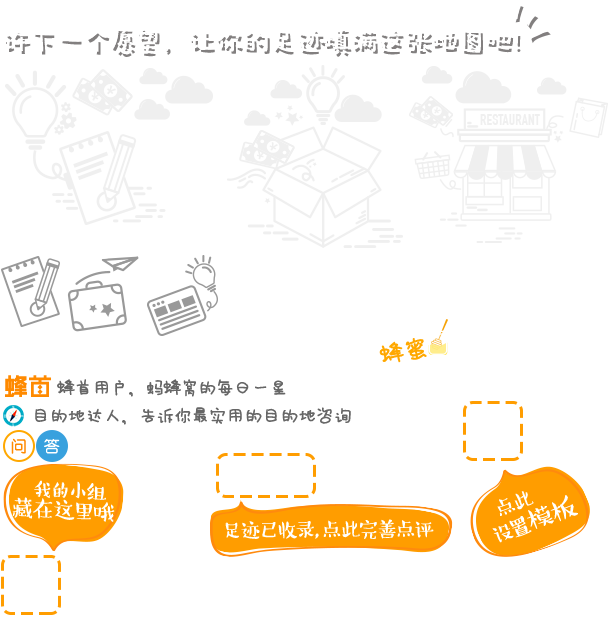 许下一个愿望，让你的足迹填满这张地图吧!
RESTAURANT
蜂蜜
蜂首 蜂首用户，蚂蜂窝的每日一星
目的地达人，告诉你最实用的目的地咨询
问 答
我的小组
藏在这里哦
足迹已收录,点此完善点评
点此
设置模板